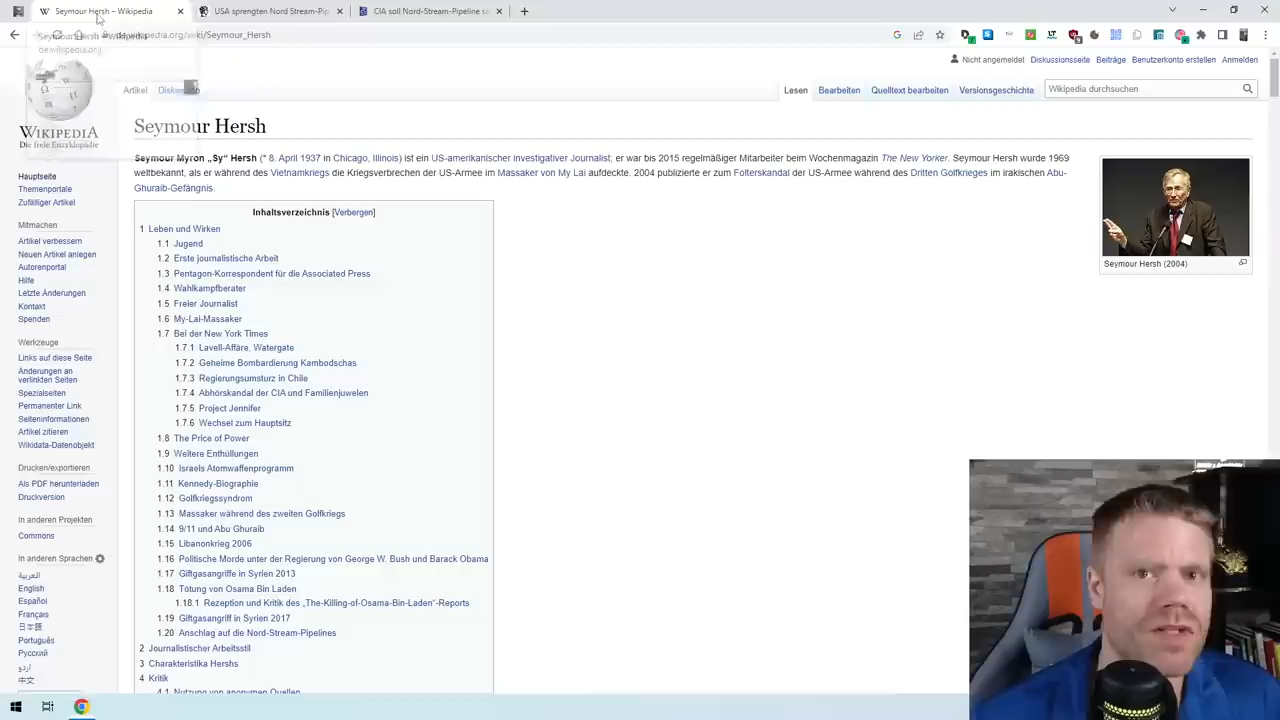 Seymour Hersh – Wikipedia
USA sprengten Nord Stream-Pip
CIA soll Nord-Stream-Pipeline sa
/wiki/Seymour_Hersh
Nicht angemeldet Diskussionsseite Beiträge Benutzerkonto erstellen Anmelden
Artikel
Lesen Bearbeiten Quelltext bearbeiten Versionsgeschichte
Wikipedia durchsuchen
WIKIPEDIA
Die freie Enzyklopädie
Hauptseite
Themenportale
Zufälliger Artikel
Mitmachen
Artikel verbessern
Neuen Artikel anlegen
Autorenportal
Hilfe
Letzte Änderungen
Kontakt
Spenden
Werkzeuge
Links auf diese Seite
Änderungen an
verlinkten Seiten
Spezialseiten
Permanenter Link
Seiteninformationen
Artikel zitieren
Wikidata-Datenobjekt
Drucken/exportieren
Als PDF herunterladen
Druckversion
In anderen Projekten
Commons
In anderen Sprachen
العربية
English
Español
Français
日本語
Português
Русский
اردو
中文
Seymour Hersh
Seymour Myron „Sy“ Hersh (* 8. April 1937 in Chicago, Illinois) ist ein US-amerikanischer investigativer Journalist; er war bis 2015 regelmäßiger Mitarbeiter beim Wochenmagazin The New Yorker. Seymour Hersh wurde 1969
weltbekannt, als er während des Vietnamkriegs die Kriegsverbrechen der US-Armee im Massaker von My Lai aufdeckte. 2004 publizierte er zum Folterskandal der US-Armee während des Dritten Golfkrieges im irakischen Abu-
Ghuraib-Gefängnis.
Seymour Hersh (2004)
Inhaltsverzeichnis [Verbergen]
1 Leben und Wirken
1.1 Jugend
1.2 Erste journalistische Arbeit
1.3 Pentagon-Korrespondent für die Associated Press
1.4 Wahlkampfberater
1.5 Freier Journalist
1.6 My-Lai-Massaker
1.7 Bei der New York Times
1.7.1 Lavell-Affäre, Watergate
1.7.2 Geheime Bombardierung Kambodschas
1.7.3 Regierungsumsturz in Chile
1.7.4 Abhörskandal der CIA und Familienjuwelen
1.7.5 Project Jennifer
1.7.6 Wechsel zum Hauptsitz
1.8 The Price of Power
1.9 Weitere Enthüllungen
1.10 Israels Atomwaffenprogramm
1.11 Kennedy-Biographie
1.12 Golfkriegssyndrom
1.13 Massaker während des zweiten Golfkriegs
1.14 9/11 und Abu Ghuraib
1.15 Libanonkrieg 2006
1.16 Politische Morde unter der Regierung von George W. Bush und Barack Obama
1.17 Giftgasangriffe in Syrien 2013
1.18 Tötung von Osama Bin Laden
1.18.1 Rezeption und Kritik des „The-Killing-of-Osama-Bin-Laden“-Reports
1.19 Giftgasangriff in Syrien 2017
1.20 Anschlag auf die Nord-Stream-Pipelines
2 Journalistischer Arbeitsstil
3 Charakteristika Hershs
4 Kritik
4.1 Nutzung von anonymen Quellen